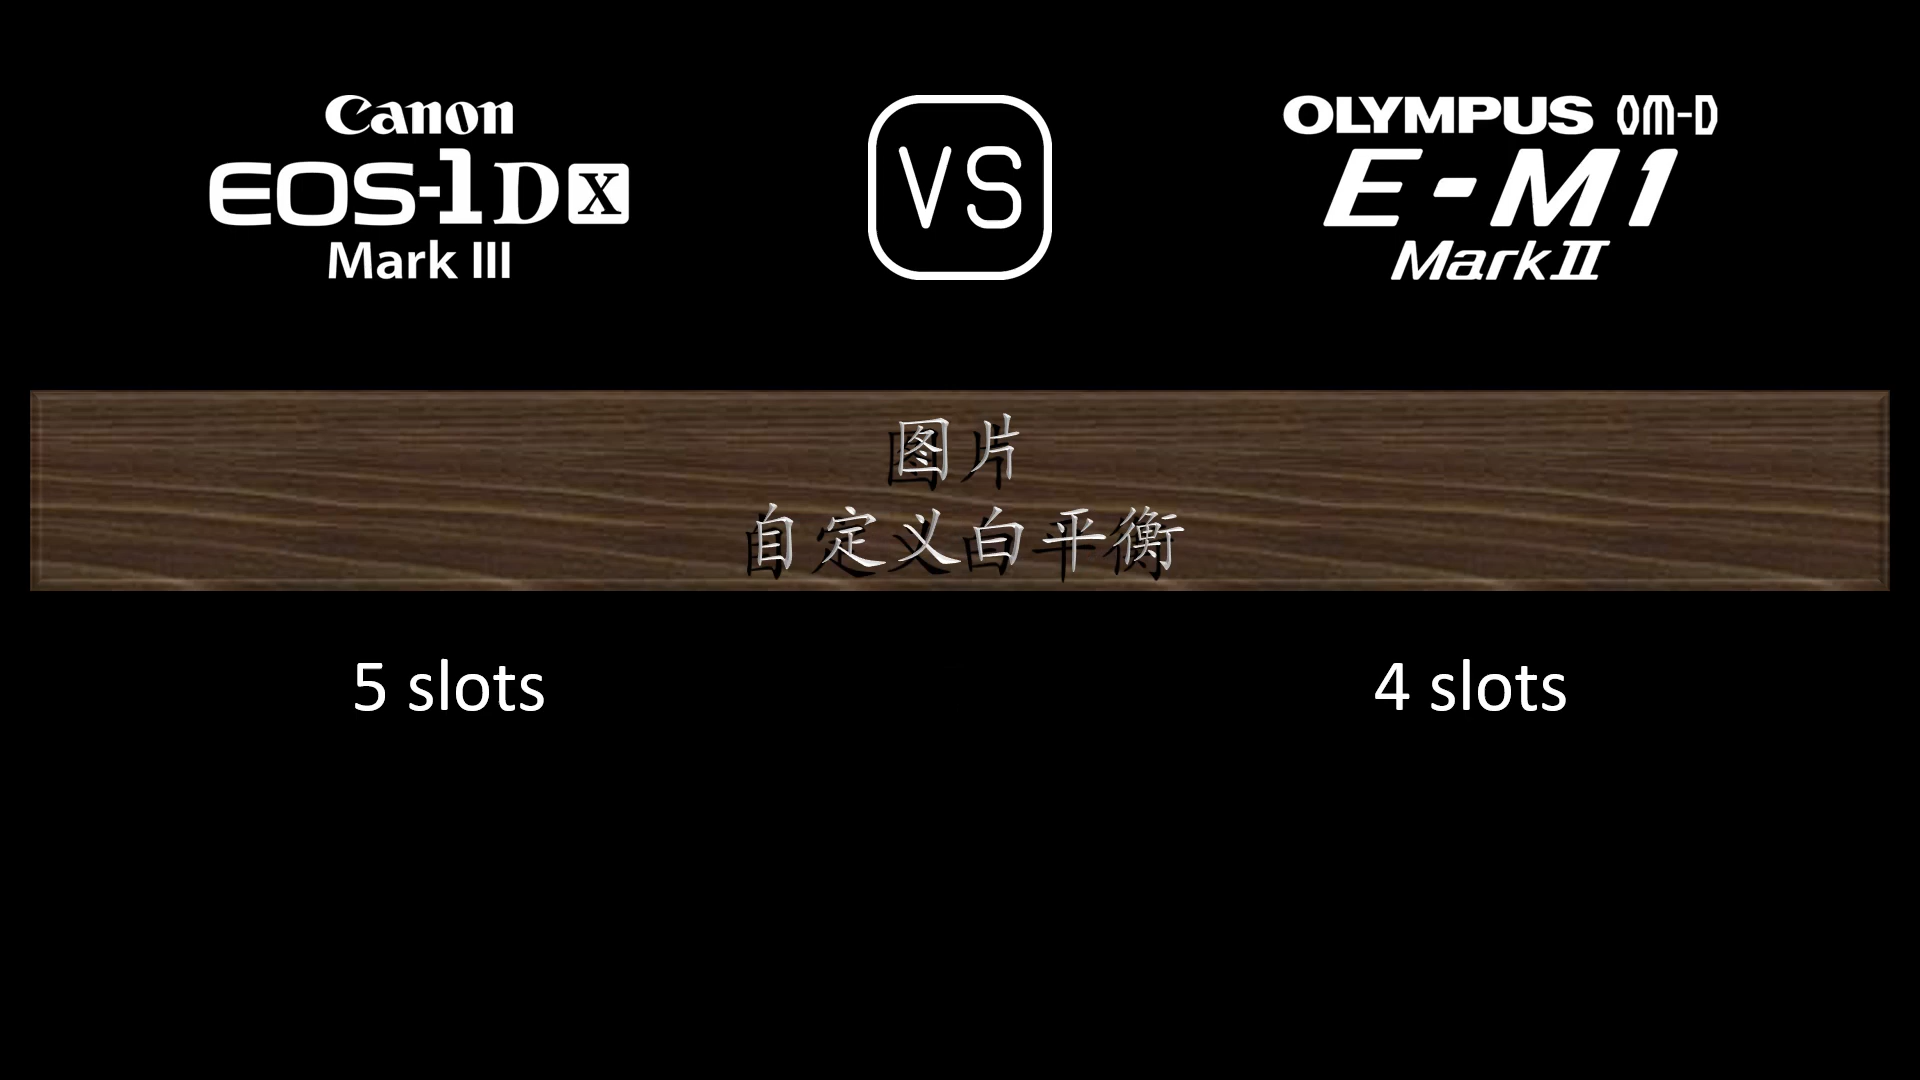 Canon
EOS-1DX
Mark III
VS
OLYMPUS OM-D
E-M1
Mark II
图片
自定义白平衡
5 slots
4 slots